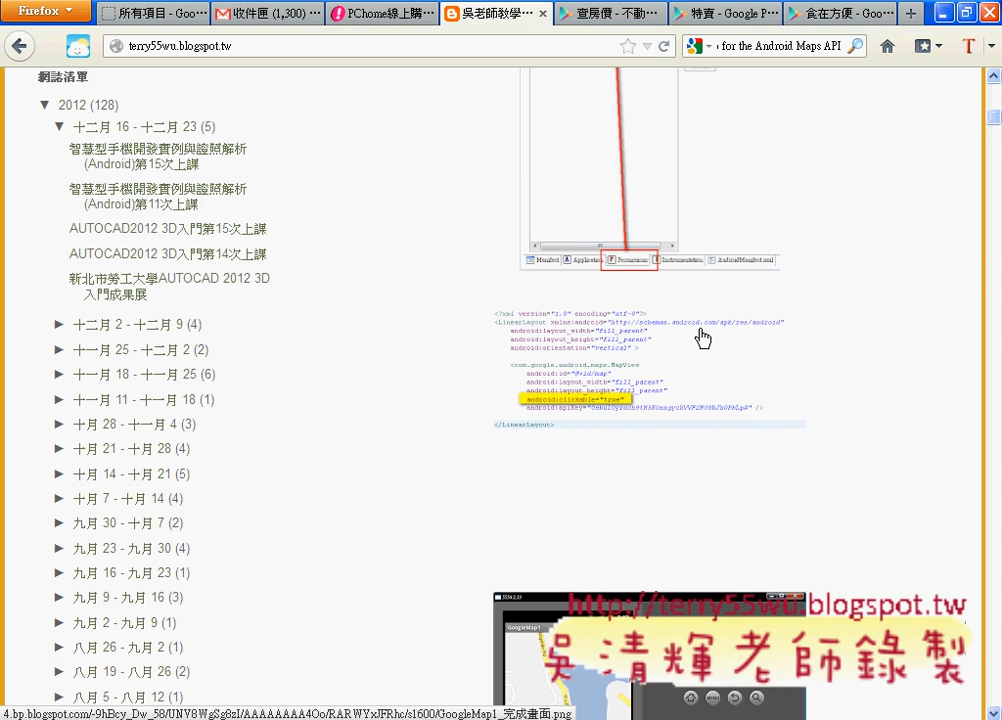 Firefox
所有項目 - Goo…
收件匣 (1,300) …
PChome線上購…
吳老師教學…
查房價 - 不動…
特賣 - Google P…
食在方便 - Goo…
terry55wu.blogspot.tw
for the Android Maps API
網誌清單
▼ 2012 (128)
▼ 十二月 16 - 十二月 23 (5)
智慧型手機開發實例與證照解析
(Android)第15次上課
智慧型手機開發實例與證照解析
(Android)第11次上課
AUTOCAD2012 3D入門第15次上課
AUTOCAD2012 3D入門第14次上課
新北市勞工大學AUTOCAD 2012 3D
入門成果展
► 十二月 2 - 十二月 9 (4)
► 十一月 25 - 十二月 2 (2)
► 十一月 18 - 十一月 25 (6)
► 十一月 11 - 十一月 18 (1)
► 十月 28 - 十一月 4 (3)
► 十月 21 - 十月 28 (4)
► 十月 14 - 十月 21 (5)
► 十月 7 - 十月 14 (4)
► 九月 30 - 十月 7 (2)
► 九月 23 - 九月 30 (4)
► 九月 16 - 九月 23 (1)
► 九月 9 - 九月 16 (3)
► 九月 2 - 九月 9 (1)
► 八月 26 - 九月 2 (1)
► 八月 19 - 八月 26 (2)
► 八月 5 - 八月 12 (1)
Manifest Application Permissions Instrumentation AndroidManifest.xml
<?xml version="1.0" encoding="utf-8"?>
<LinearLayout xmlns:android="http://schemas.android.com/apk/res/android"
android:layout_width="fill_parent"
android:layout_height="fill_parent"
android:orientation="vertical" >
<com.google.android.maps.MapView
android:id="@+id/map"
android:layout_width="fill_parent"
android:layout_height="fill_parent"
android:clickable="true"
</LinearLayout>
GoogleMap1
MENU
http://terry55wu.blogspot.tw
吳清輝老師錄製